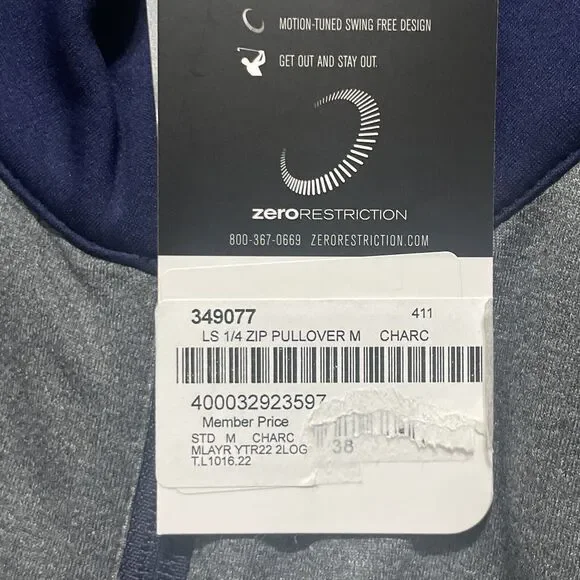 MOTION-TUNED SWING FREE DESIGN
GET OUT AND STAY OUT.
zeroRESTRICTION
800-367-0669 ZERORESTRICTION.COM
349077 411
LS 1/4 ZIP PULLOVER M CHARC
400032923597
Member Price
STD M CHARC 38
MLAYR YTR22 2LOG
T.L1016.22